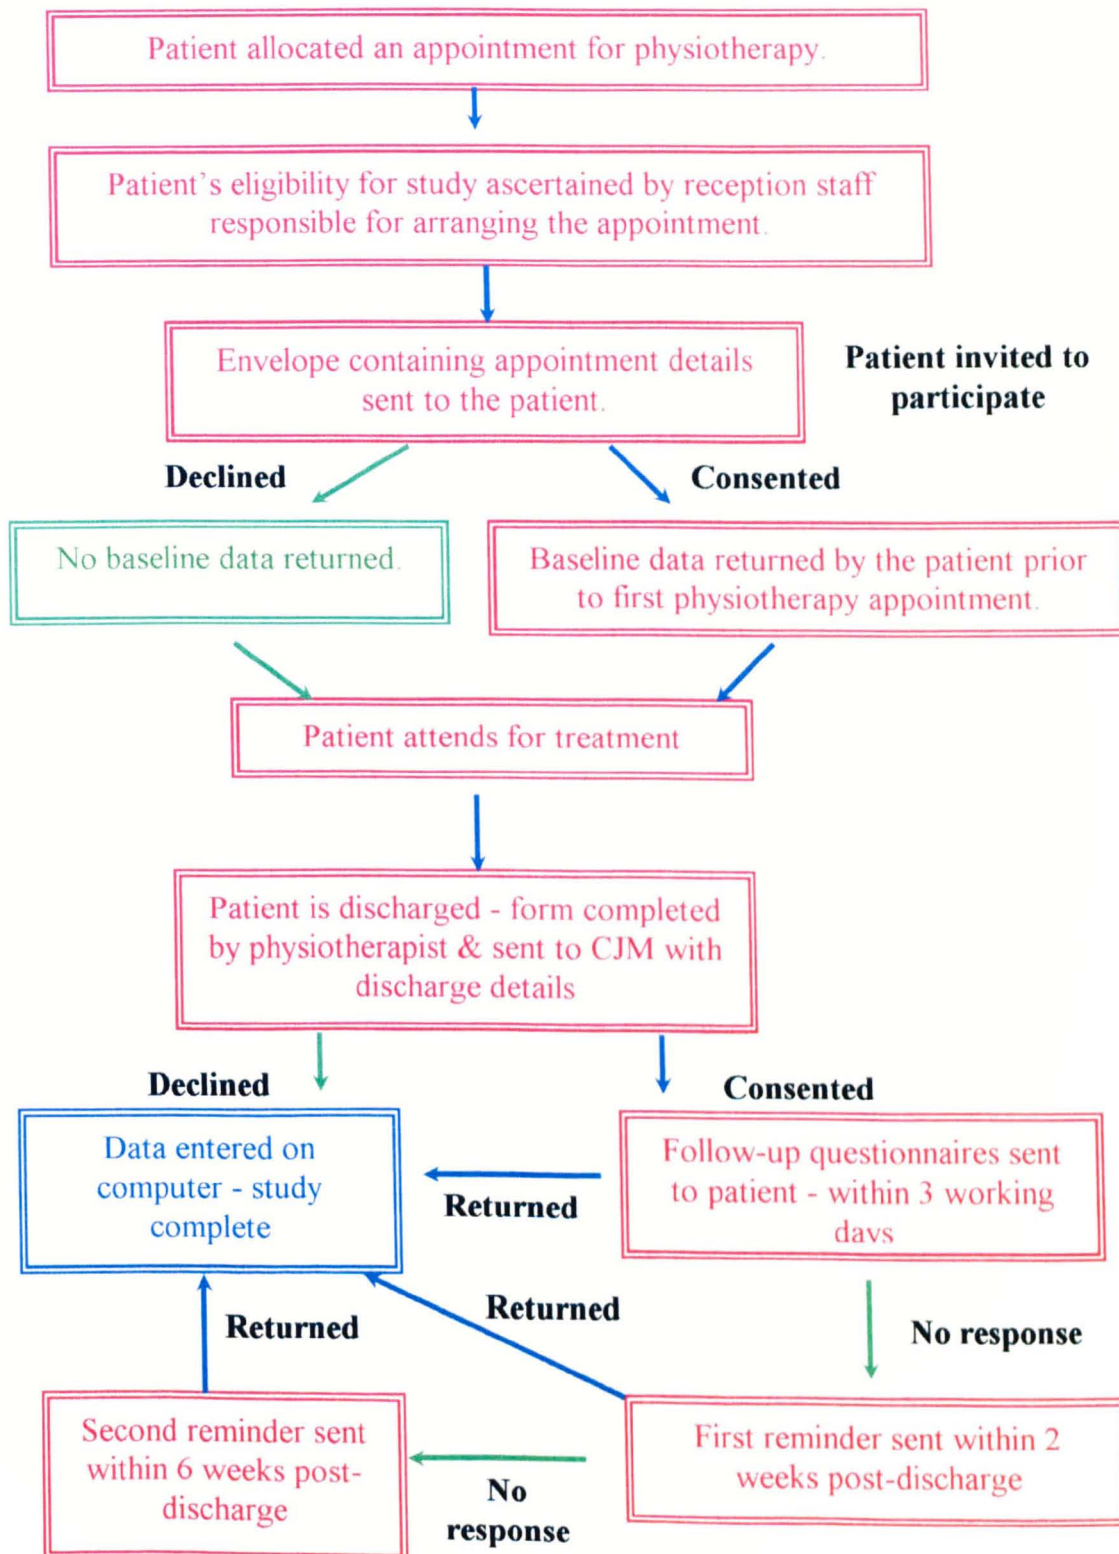 Patient allocated an appointment for physiotherapy.
Patient's eligibility for study ascertained by reception staff
responsible for arranging the appointment.
Envelope containing appointment details
sent to the patient.
Patient invited to
participate
Declined
Consented
No baseline data returned.
Baseline data returned by the patient prior
to first physiotherapy appointment.
Patient attends for treatment
Patient is discharged - form completed
by physiotherapist & sent to CJM with
discharge details
Declined
Consented
Data entered on
computer - study
complete
Returned
Follow-up questionnaires sent
to patient - within 3 working
days
Returned
Returned
No response
Second reminder sent
within 6 weeks post-
discharge
No
response
First reminder sent within 2
weeks post-discharge